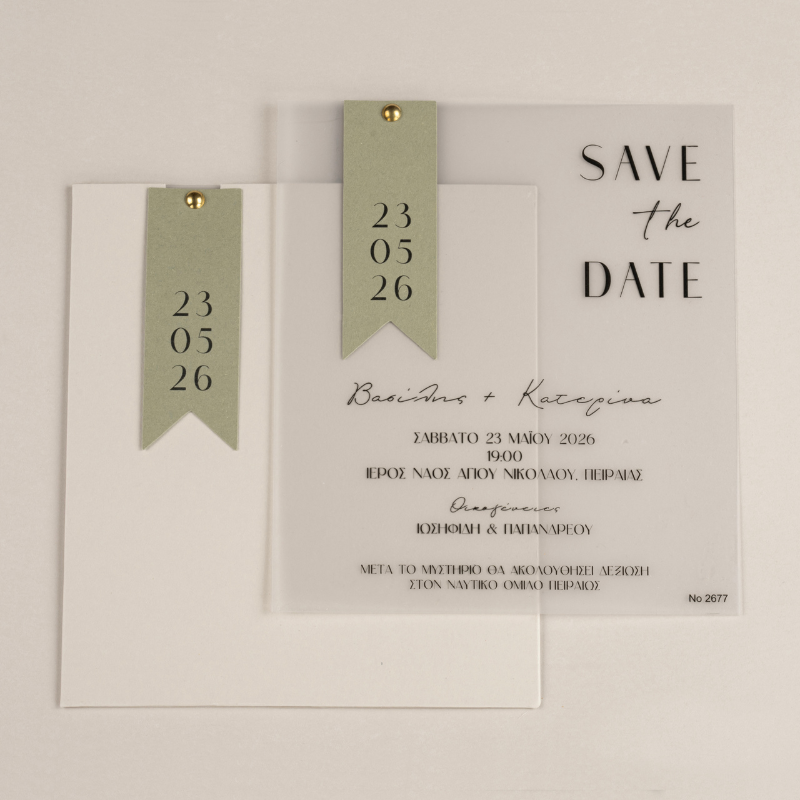 23
05
26
23
05
26
SAVE
the
DATE
Βασίλης + Κατερίνα
ΣΑΒΒΑΤΟ 23 ΜΑΪΟΥ 2026
19:00
ΙΕΡΟΣ ΝΑΟΣ ΑΓΙΟΥ ΝΙΚΟΛΑΟΥ, ΠΕΙΡΑΙΑΣ
Οικογένειες
ΙΩΣΗΦΙΔΗ & ΠΑΠΑΝΔΡΕΟΥ
ΜΕΤΑ ΤΟ ΜΥΣΤΗΡΙΟ ΘΑ ΑΚΟΛΟΥΘΗΣΕΙ ΔΕΞΙΩΣΗ
ΣΤΟΝ ΝΑΥΤΙΚΟ ΟΜΙΛΟ ΠΕΙΡΑΙΩΣ
No 2677